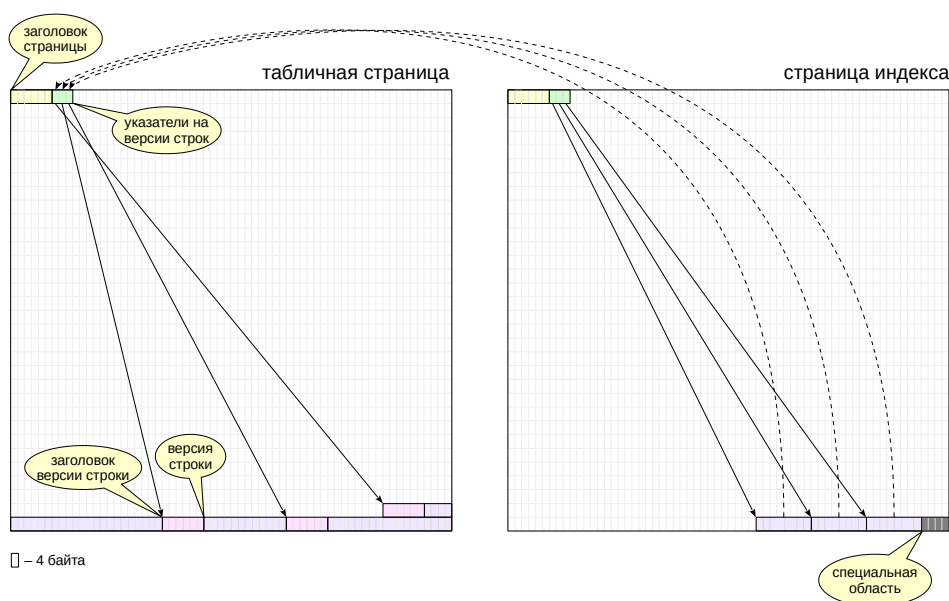 заголовок
страницы
табличная страница
страница индекса
указатели на
версии строк
заголовок
версии строки
версия
строки
– 4 байта
специальная
область